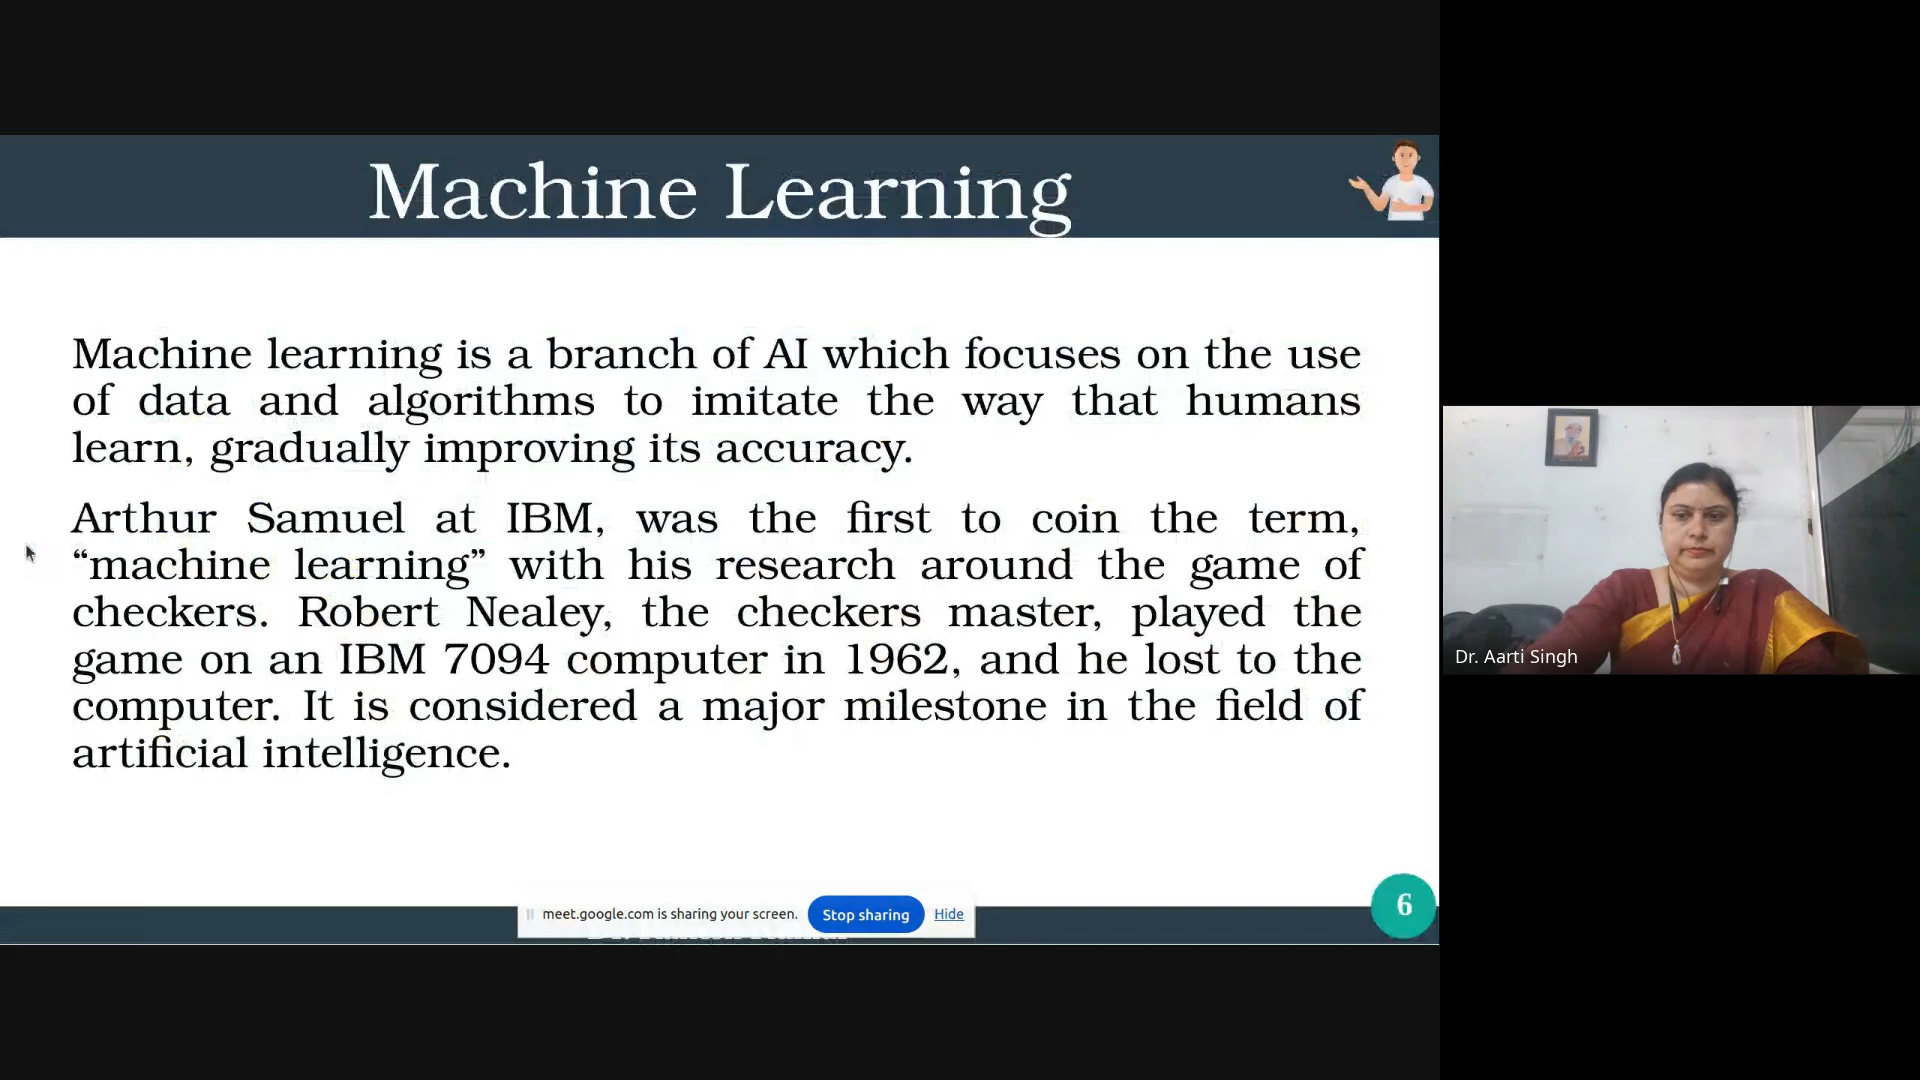 Machine Learning
Machine learning is a branch of AI which focuses on the use
of data and algorithms to imitate the way that humans
learn, gradually improving its accuracy.
Arthur Samuel at IBM, was the first to coin the term,
“machine learning” with his research around the game of
checkers. Robert Nealey, the checkers master, played the
game on an IBM 7094 computer in 1962, and he lost to the
computer. It is considered a major milestone in the field of
artificial intelligence.
meet.google.com is sharing your screen. Stop sharing Hide
6
Dr. Aarti Singh